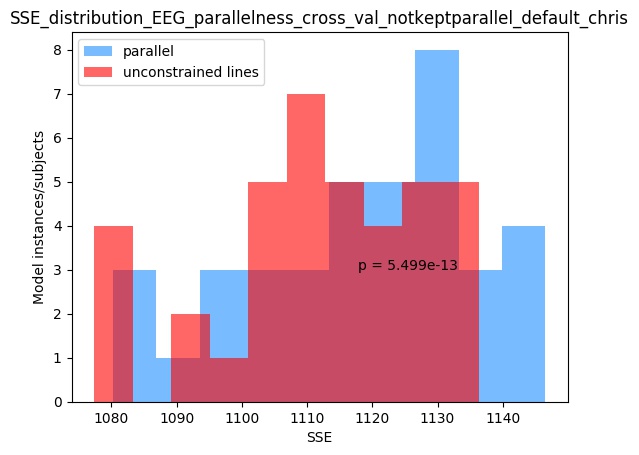 SSE_distribution_EEG_parallelness_cross_val_notkeptparallel_default_chris
parallel
unconstrained lines
8
7
6
5
4
3
2
1
0
Model instances/subjects
p = 5.499e-13
1080 1090 1100 1110 1120 1130 1140
SSE